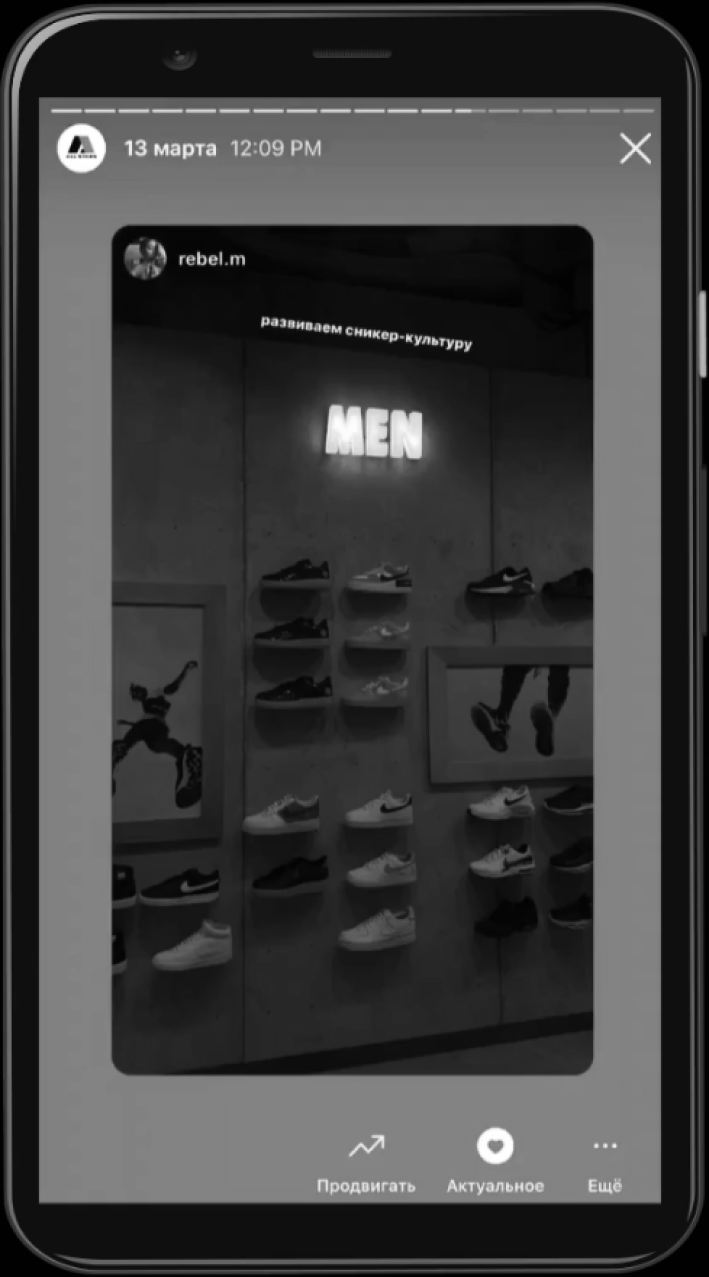 13 марта 12:09 PM
rebel.m
развиваем сникер-культуру
MEN
Продвигать
Актуальное
Ещё